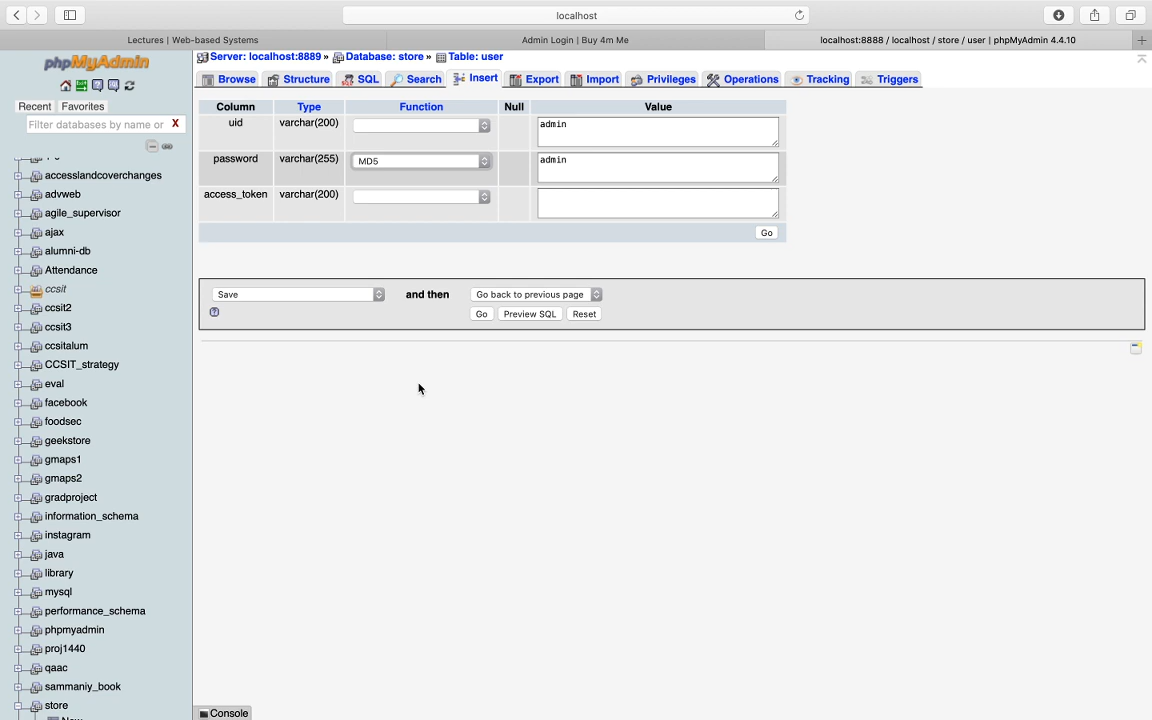 localhost
Lectures | Web-based Systems
Admin Login | Buy 4m Me
localhost:8888 / localhost / store / user | phpMyAdmin 4.4.10
phpMyAdmin
Recent Favorites
Filter databases by name or X
accesslandcoverchanges
advweb
agile_supervisor
ajax
alumni-db
Attendance
ccsit
ccsit2
ccsit3
ccsitalum
CCSIT_strategy
eval
facebook
foodsec
geekstore
gmaps1
gmaps2
gradproject
information_schema
instagram
java
library
mysql
performance_schema
phpmyadmin
proj1440
qaac
sammaniy_book
store
New
Server: localhost:8889 » Database: store » Table: user
Browse Structure SQL Search Insert Export Import Privileges Operations Tracking Triggers
Column Type Function Null Value
uid varchar(200) admin
password varchar(255) MD5 admin
access_token varchar(200)
Go
Save and then Go back to previous page
Go Preview SQL Reset
Console